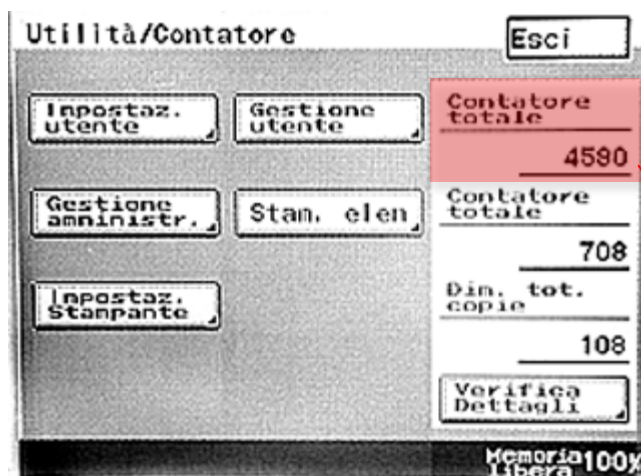 Utilità/Contatore
Esci
Impostaz.
utente
Gestione
utente
Contatore
totale
4590
Gestione
amministr.
Stam. elen
Contatore
totale
708
Impostaz.
Stampante
Dim. tot.
copie
108
Verifica
Dettagli
Memoria
libera 100%